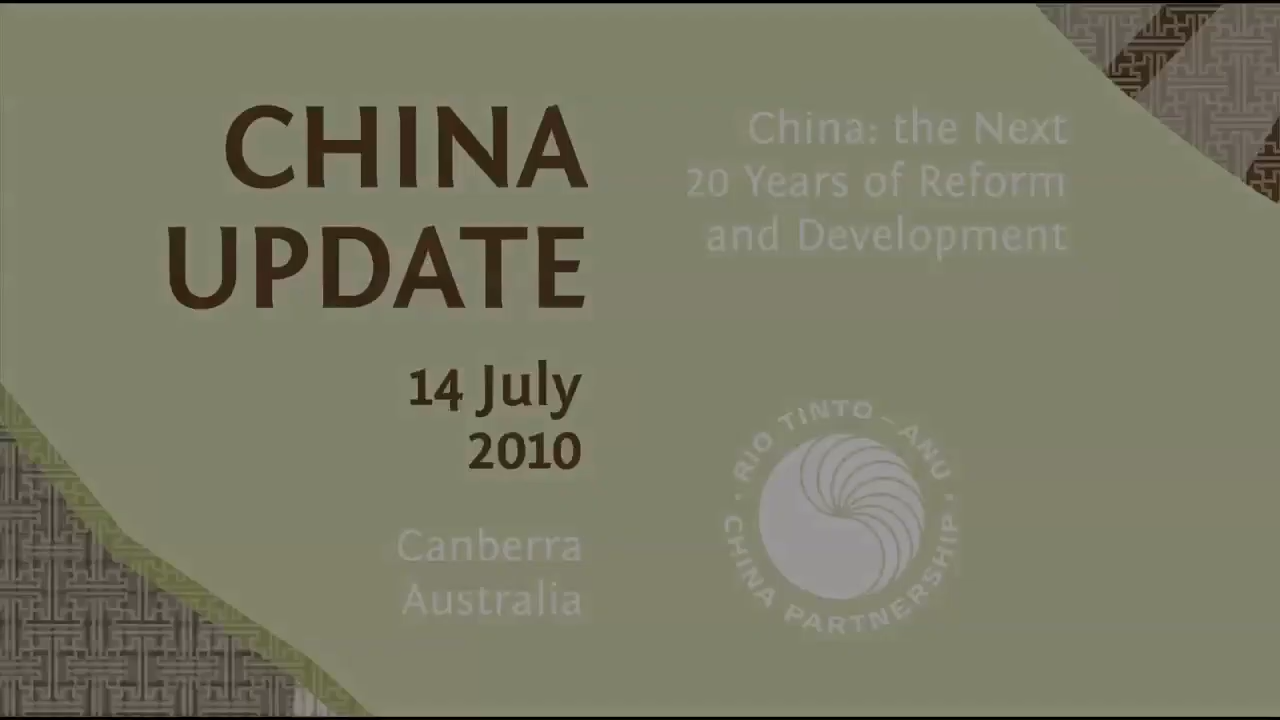 CHINA
UPDATE
14 July
2010
Canberra
Australia
China: the Next
20 Years of Reform
and Development
RIO TINTO – ANU
CHINA PARTNERSHIP